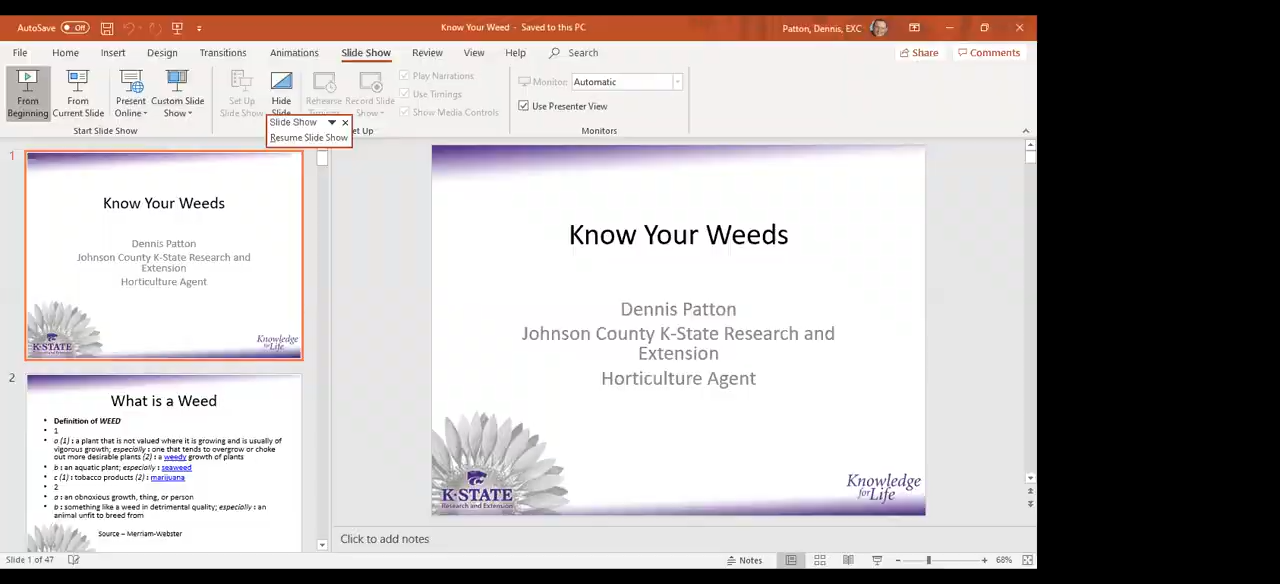 AutoSave Off
Know Your Weed - Saved to this PC
Patton, Dennis, EXC
File Home Insert Design Transitions Animations Slide Show Review View Help Search
Share Comments
From Beginning
From Current Slide
Present Online
Custom Slide Show
Start Slide Show
Set Up Slide Show
Hide Slide
Rehearse
Record Slide Show
Play Narrations
Use Timings
Show Media Controls
Slide Show
Resume Slide Show
et Up
Monitor: Automatic
Use Presenter View
Monitors
1
Know Your Weeds
Dennis Patton
Johnson County K-State Research and
Extension
Horticulture Agent
K-STATE
Knowledge
for Life
2
What is a Weed
• Definition of WEED
• 1
• a (1) : a plant that is not valued where it is growing and is usually of
vigorous growth; especially : one that tends to overgrow or choke
out more desirable plants (2) : a weedy growth of plants
• b : an aquatic plant; especially : seaweed
• c (1) : tobacco products (2) : marijuana
• 2
• a : an obnoxious growth, thing, or person
• b : something like a weed in detrimental quality; especially : an
animal unfit to breed from
Source – Merriam-Webster
Know Your Weeds
Dennis Patton
Johnson County K-State Research and
Extension
Horticulture Agent
K-STATE
Research and Extension
Knowledge
for Life
Click to add notes
Slide 1 of 47
Notes
68%